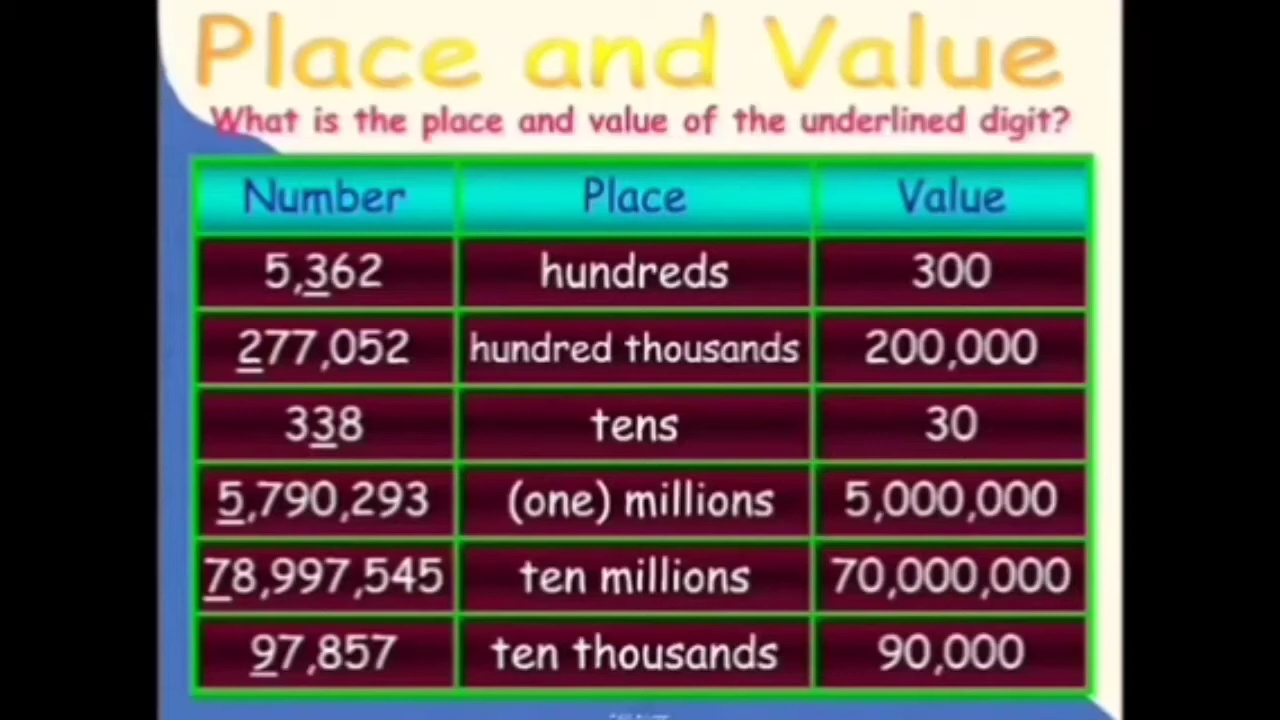 Place and Value
What is the place and value of the underlined digit?
Number Place Value
5,362 hundreds 300
277,052 hundred thousands 200,000
338 tens 30
5,790,293 (one) millions 5,000,000
78,997,545 ten millions 70,000,000
97,857 ten thousands 90,000